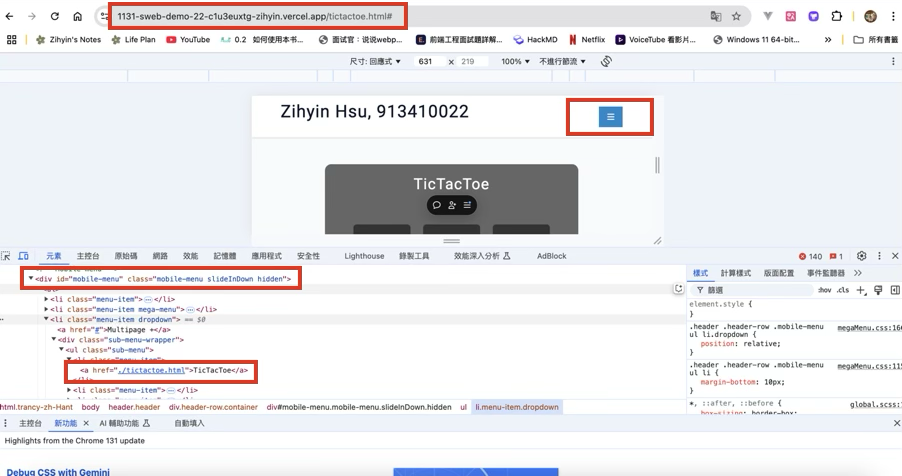 1131-sweb-demo-22-c1u3euxtg-zihyin.vercel.app/tictactoe.html#
Zihyin's Notes Life Plan YouTube 0.2 如何使用本书... 面试官：说说webp... 前端工程面試題詳解... HackMD Netflix VoiceTube 看影片... Windows 11 64-bit... » 所有書籤
尺寸: 回應式 ▼ 631 × 219 100% ▼ 不進行節流 ▼
Zihyin Hsu, 913410022
TicTacToe
元素 主控台 原始碼 網路 效能 記憶體 應用程式 安全性 Lighthouse 錄製工具 效能深入分析 AdBlock 140 1
<div id="mobile-menu" class="mobile-menu slideInDown hidden">
<li class="menu-item">⋯</li>
<li class="menu-item mega-menu">⋯</li>
<li class="menu-item dropdown"> == $0
<a href="#">Multipage +</a>
<div class="sub-menu-wrapper">
<ul class="sub-menu">
<a href="./tictactoe.html">TicTacToe</a>
<li class="menu-item">⋯</li>
樣式 計算樣式 版面配置 事件監聽器 »
篩選 :hov .cls
element.style {
}
.header .header-row .mobile-menu megaMenu.css:166
ul li.dropdown {
position: relative;
}
.header .header-row .mobile-menu megaMenu.css:115
ul li {
margin-bottom: 10px;
}
*, ::after, ::before { global.scss:
box-sizing: border-box;
html.trancy-zh-Hant body header.header div.header-row.container div#mobile-menu.mobile-menu.slideInDown.hidden ul li.menu-item.dropdown
主控台 新功能 × AI 輔助功能 自動填入
Highlights from the Chrome 131 update
Debug CSS with Gemini